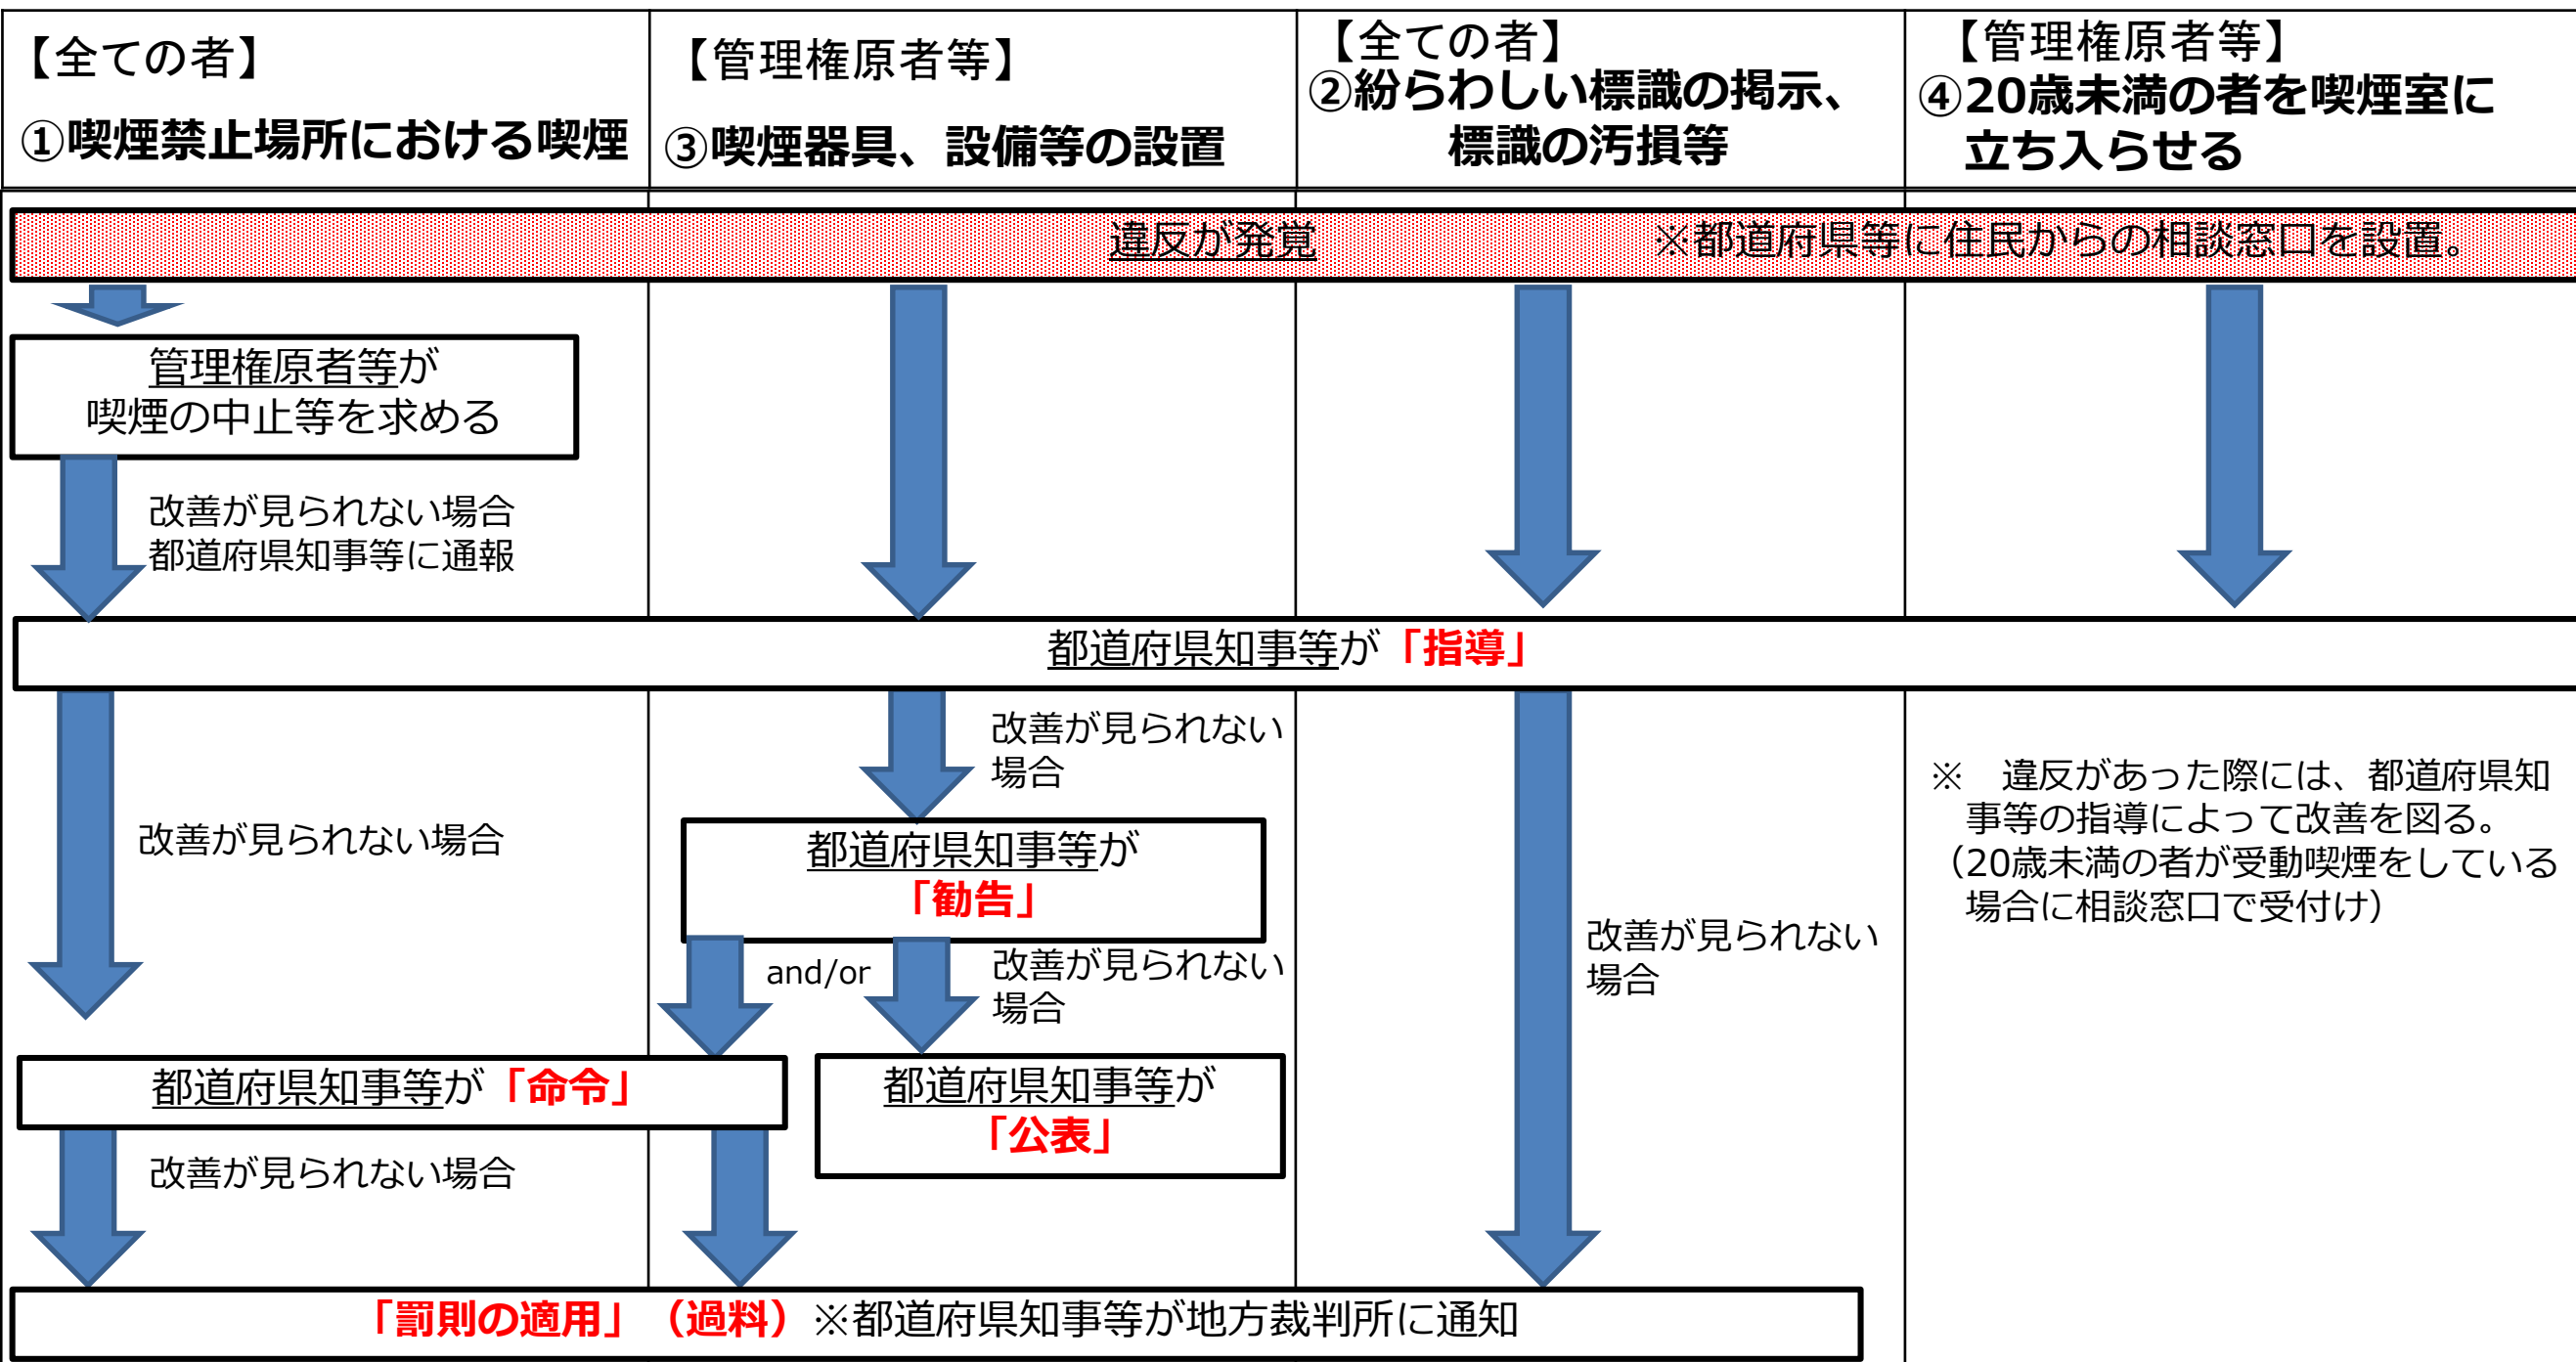 【全ての者】
①喫煙禁止場所における喫煙
【管理権原者等】
③喫煙器具、設備等の設置
【全ての者】
②紛らわしい標識の掲示、
標識の汚損等
【管理権原者等】
④20歳未満の者を喫煙室に
立ち入らせる
違反が発覚 ※都道府県等に住民からの相談窓口を設置。
管理権原者等が
喫煙の中止等を求める
改善が見られない場合
都道府県知事等に通報
都道府県知事等が「指導」
改善が見られない場合
改善が見られない
場合
都道府県知事等が
「勧告」
and/or
改善が見られない
場合
改善が見られない
場合
※ 違反があった際には、都道府県知
事等の指導によって改善を図る。
（20歳未満の者が受動喫煙をしている
場合に相談窓口で受付け）
都道府県知事等が「命令」
都道府県知事等が
「公表」
改善が見られない場合
「罰則の適用」（過料）※都道府県知事等が地方裁判所に通知